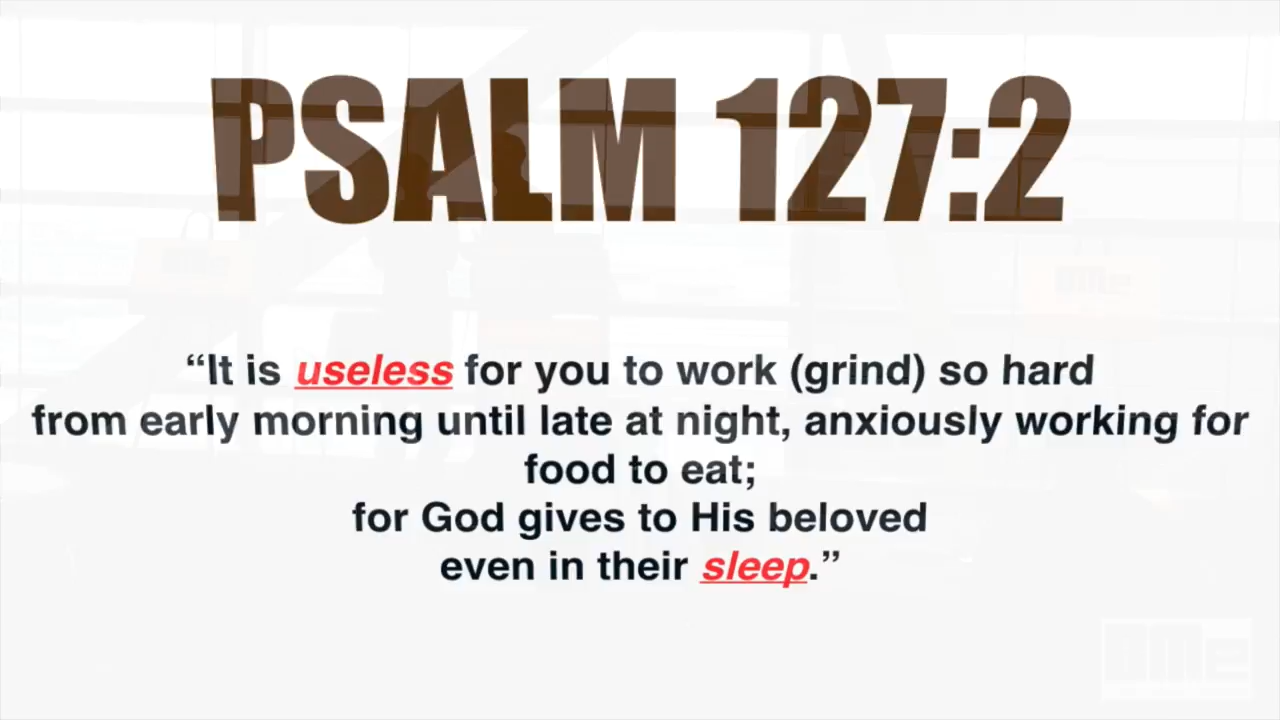 PSALM 127:2
“It is useless for you to work (grind) so hard
from early morning until late at night, anxiously working for
food to eat;
for God gives to His beloved
even in their sleep.”